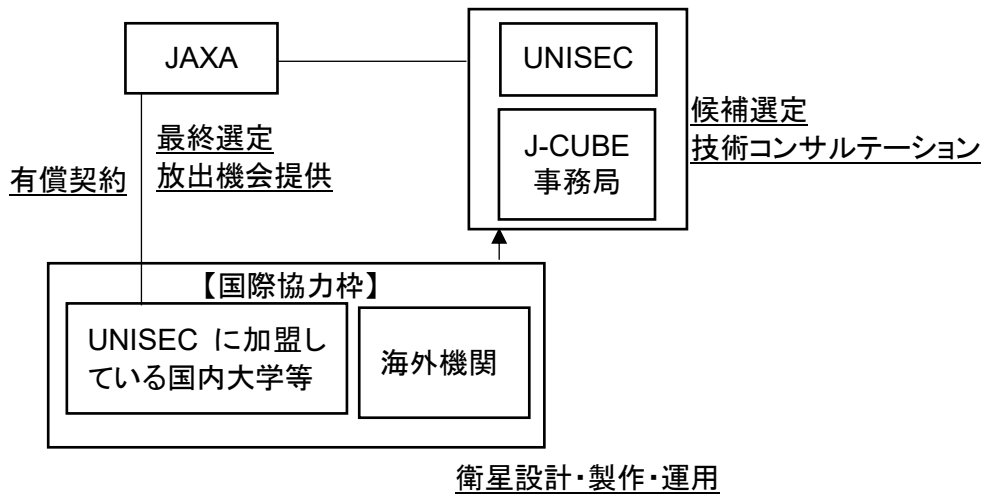 JAXA
UNISEC
J-CUBE
事務局
候補選定
技術コンサルテーション
最終選定
放出機会提供
有償契約
【国際協力枠】
UNISEC に加盟し
ている国内大学等
海外機関
衛星設計・製作・運用